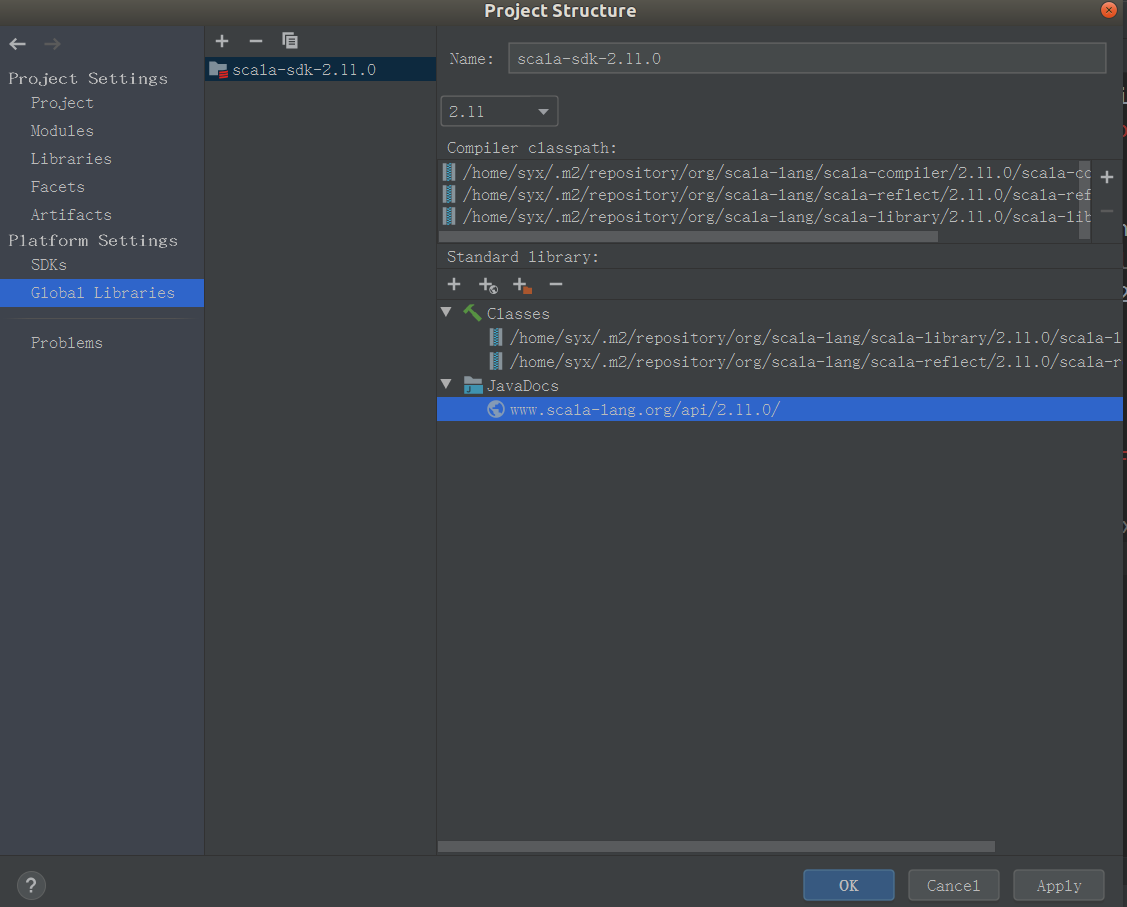 Project Structure
Project Settings
Project
Modules
Libraries
Facets
Artifacts
Platform Settings
SDKs
Global Libraries
Problems
scala-sdk-2.11.0
Name: scala-sdk-2.11.0
2.11
Compiler classpath:
/home/syx/.m2/repository/org/scala-lang/scala-compiler/2.11.0/scala-co
/home/syx/.m2/repository/org/scala-lang/scala-reflect/2.11.0/scala-ref
/home/syx/.m2/repository/org/scala-lang/scala-library/2.11.0/scala-lib
Standard library:
Classes
/home/syx/.m2/repository/org/scala-lang/scala-library/2.11.0/scala-l
/home/syx/.m2/repository/org/scala-lang/scala-reflect/2.11.0/scala-r
JavaDocs
www.scala-lang.org/api/2.11.0/
?
OK
Cancel
Apply